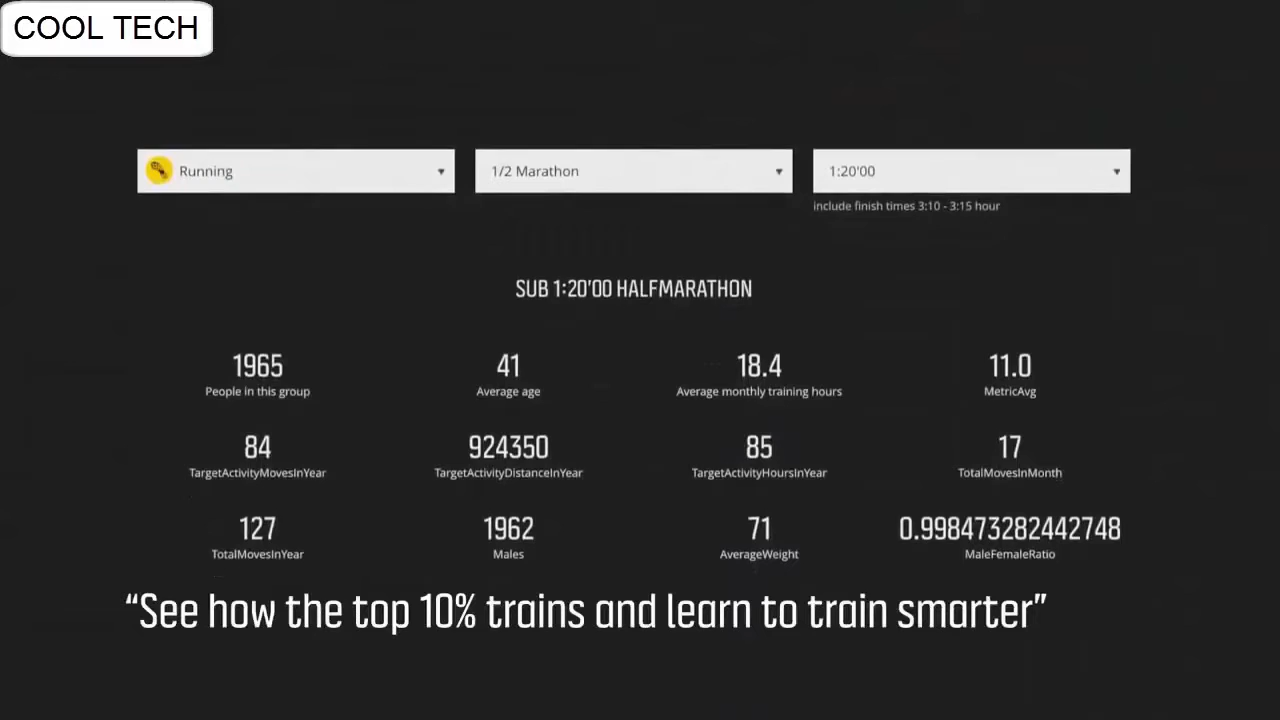 COOL TECH
Running
1/2 Marathon
1:20'00
include finish times 3:10 - 3:15 hour
SUB 1:20'00 HALFMARATHON
1965
People in this group
41
Average age
18.4
Average monthly training hours
11.0
MetricAvg
84
TargetActivityMovesInYear
924350
TargetActivityDistanceInYear
85
TargetActivityHoursInYear
17
TotalMovesInMonth
127
TotalMovesInYear
1962
Males
71
AverageWeight
0.998473282442748
MaleFemaleRatio
“See how the top 10% trains and learn to train smarter”